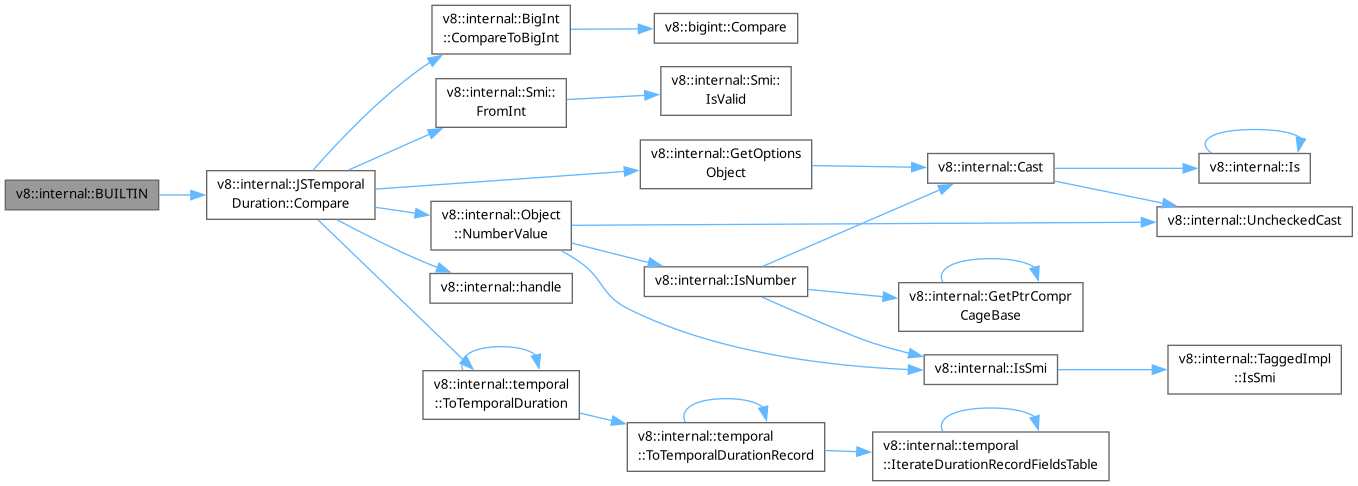 v8::internal::BUILTIN
v8::internal::JSTemporal
Duration::Compare
v8::internal::BigInt
::CompareToBigInt
v8::bigint::Compare
v8::internal::Smi::
FromInt
v8::internal::Smi::
IsValid
v8::internal::GetOptions
Object
v8::internal::Cast
v8::internal::Is
v8::internal::UncheckedCast
v8::internal::Object
::NumberValue
v8::internal::IsNumber
v8::internal::GetPtrCompr
CageBase
v8::internal::handle
v8::internal::IsSmi
v8::internal::TaggedImpl
::IsSmi
v8::internal::temporal
::ToTemporalDuration
v8::internal::temporal
::ToTemporalDurationRecord
v8::internal::temporal
::IterateDurationRecordFieldsTable